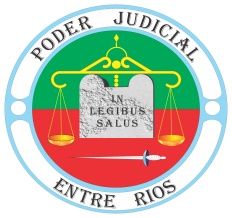 PODER JUDICIAL
IN
LEGIBUS
SALUS
ENTRE RIOS